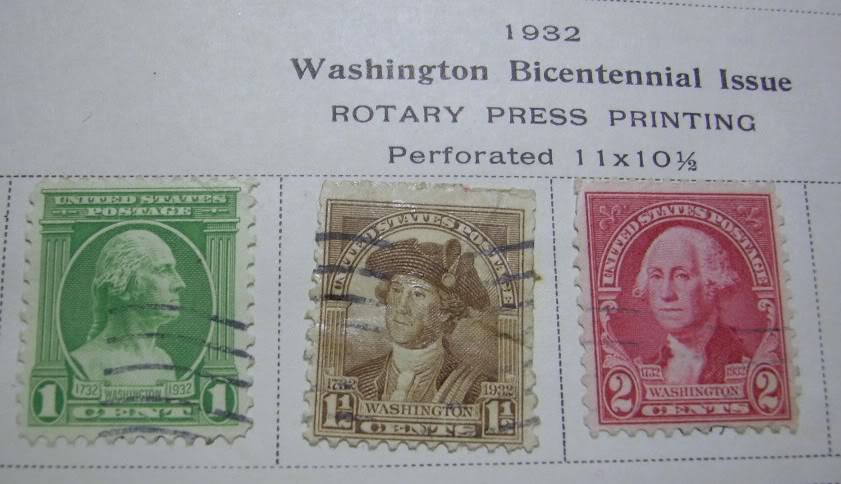 1932
Washington Bicentennial Issue
ROTARY PRESS PRINTING
Perforated 11x10½
UNITED STATES
POSTAGE
1732 WASHINGTON 1932
1 CENT 1
UNITED STATES POSTAGE
1732 1932
WASHINGTON
1½ CENTS 1½
UNITED STATES POSTAGE
1732 1932
WASHINGTON
2 CENTS 2